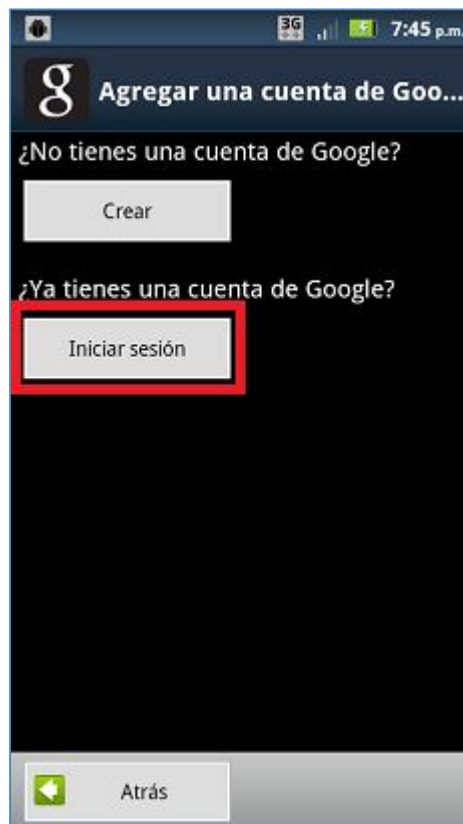 3G 7:45 p.m.
g Agregar una cuenta de Goo...
¿No tienes una cuenta de Google?
Crear
¿Ya tienes una cuenta de Google?
Iniciar sesión
Atrás